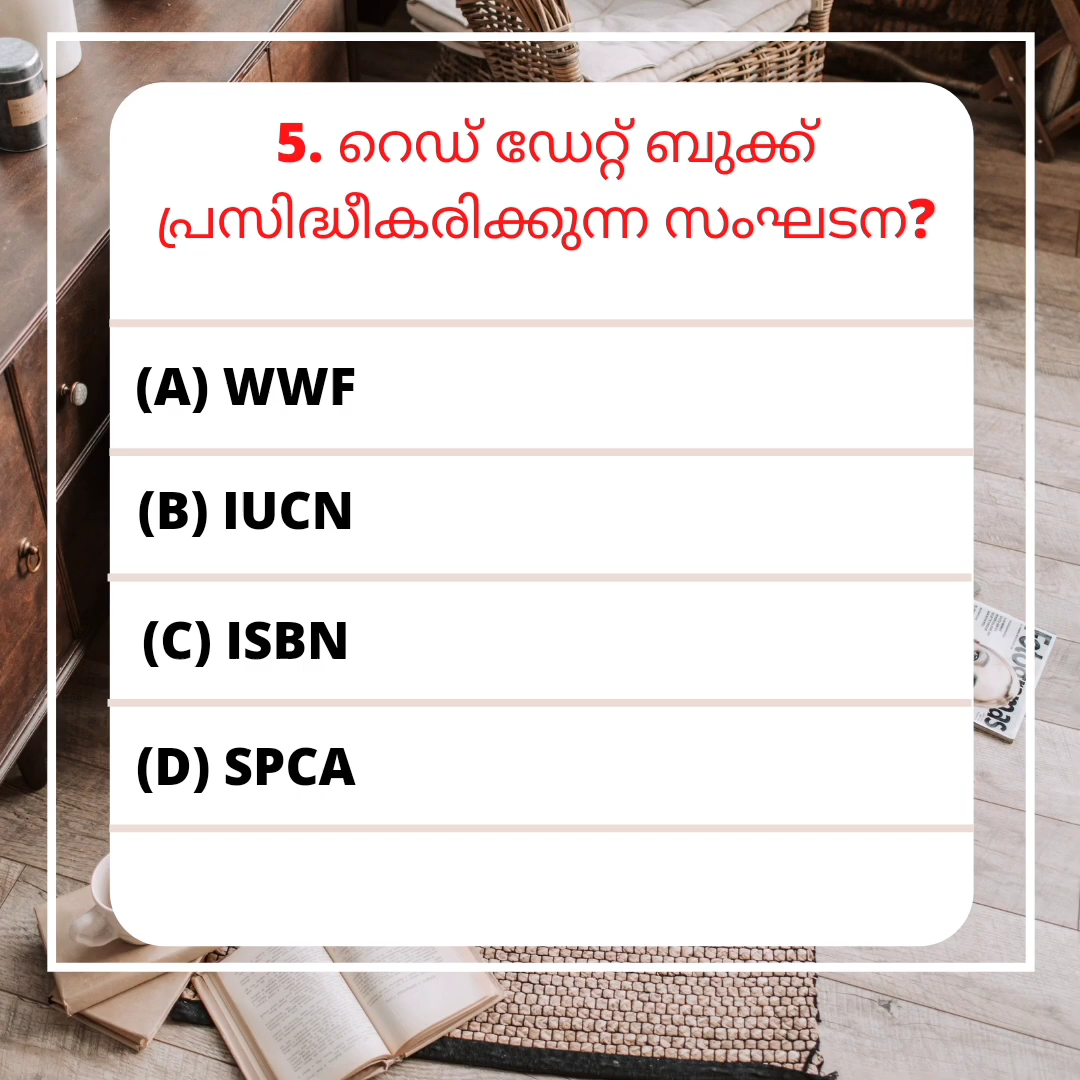 5. റെഡ് ഡേറ്റ് ബുക്ക്
പ്രസിദ്ധീകരിക്കുന്ന സംഘടന?
(A) WWF
(B) IUCN
(C) ISBN
(D) SPCA